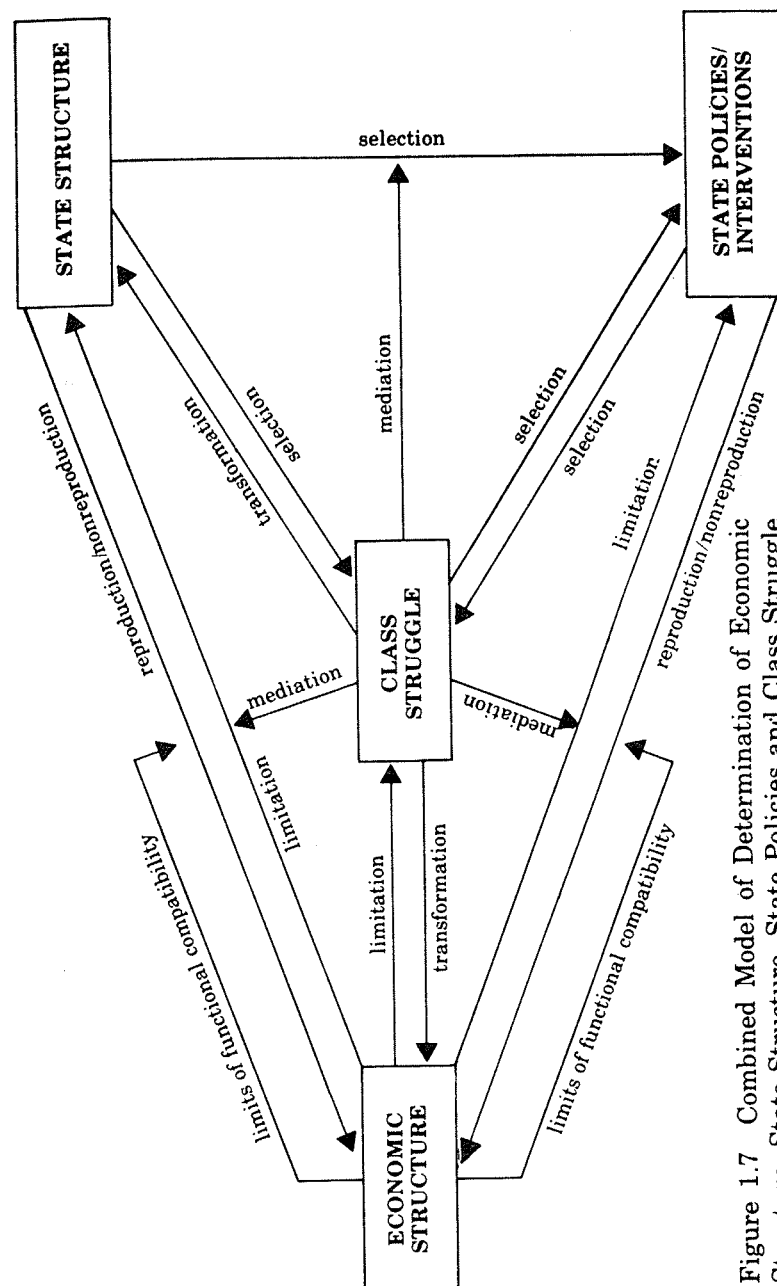 STATE STRUCTURE
selection
STATE POLICIES/
INTERVENTIONS
reproduction/nonreproduction
transformation
selection
mediation
selection
selection
limitation
reproduction/nonreproduction
CLASS
STRUGGLE
mediation
mediation
limitation
limitation
transformation
limits of functional compatibility
limits of functional compatibility
ECONOMIC
STRUCTURE
Figure 1.7 Combined Model of Determination of Economic
Structure, State Structure, State Policies and Class Struggle